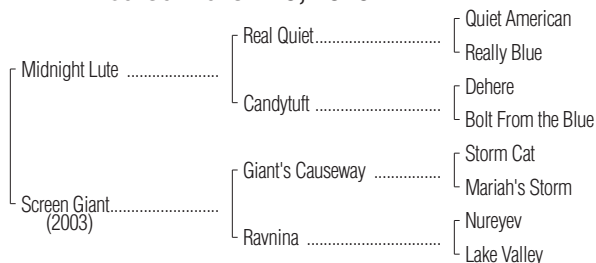 Midnight Lute
Screen Giant
(2003)
Real Quiet
Candytuft
Giant's Causeway
Ravnina
Quiet American
Really Blue
Dehere
Bolt From the Blue
Storm Cat
Mariah's Storm
Nureyev
Lake Valley